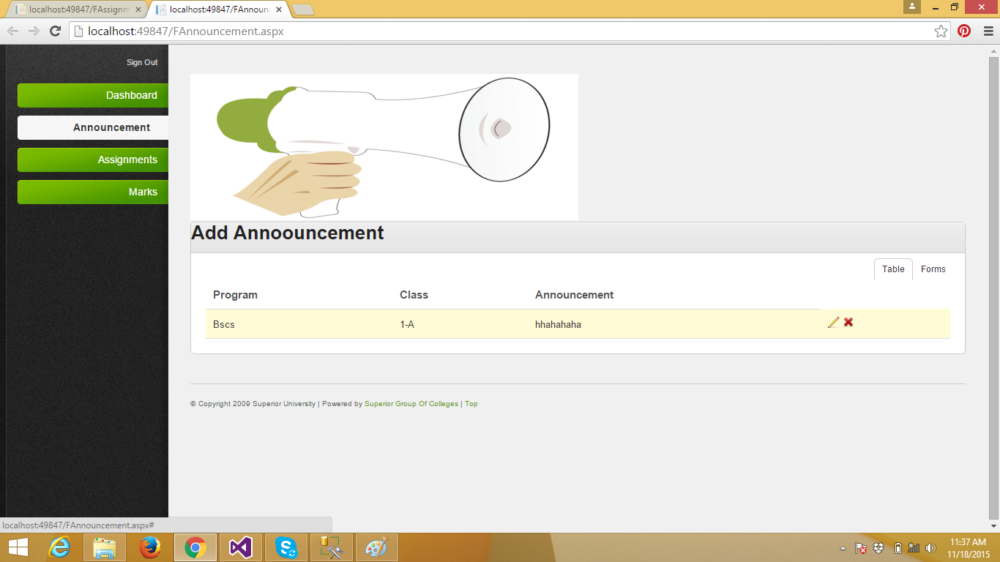 localhost:49847/FAssignm
localhost:49847/FAnnoun
localhost:49847/FAnnouncement.aspx
Sign Out
Dashboard
Announcement
Assignments
Marks
Add Annoouncement
Table Forms
Program Class Announcement
Bscs 1-A hhahahaha
© Copyright 2009 Superior University | Powered by Superior Group Of Colleges | Top
localhost:49847/FAnnouncement.aspx#
11:37 AM
11/18/2015